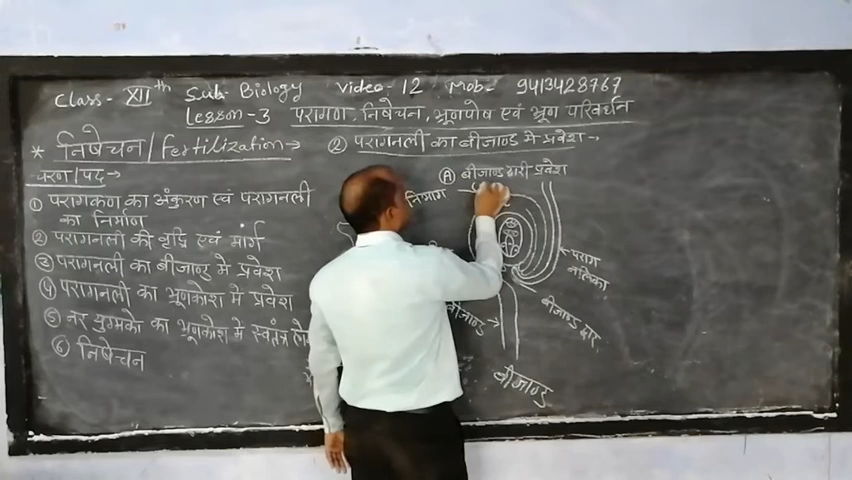 Class- XIIth Sub- Biology Video-12 Mob- 9413428767
Lesson-3 परागण, निषेचन, भ्रूणपोष एवं भ्रूण परिवर्धन
* निषेचन/Fertilization→
② परागनली का बीजाण्ड मे प्रवेश→
चरण/पद→
① परागकण का अंकुरण एवं परागनली
का निर्माण
② परागनली की वृद्धि एवं मार्ग
③ परागनली का बीजाण्ड मे प्रवेश
④ परागनली का भ्रूणकोश मे प्रवेश
⑤ नर युग्मको का भ्रूणकोश मे स्वतंत्र
⑥ निषेचन
Ⓐ बीजाण्ड द्वारी प्रवेश
निभाग
पराग
नलिका
बीजाण्ड द्वार
बीजाण्ड
बीजाण्ड